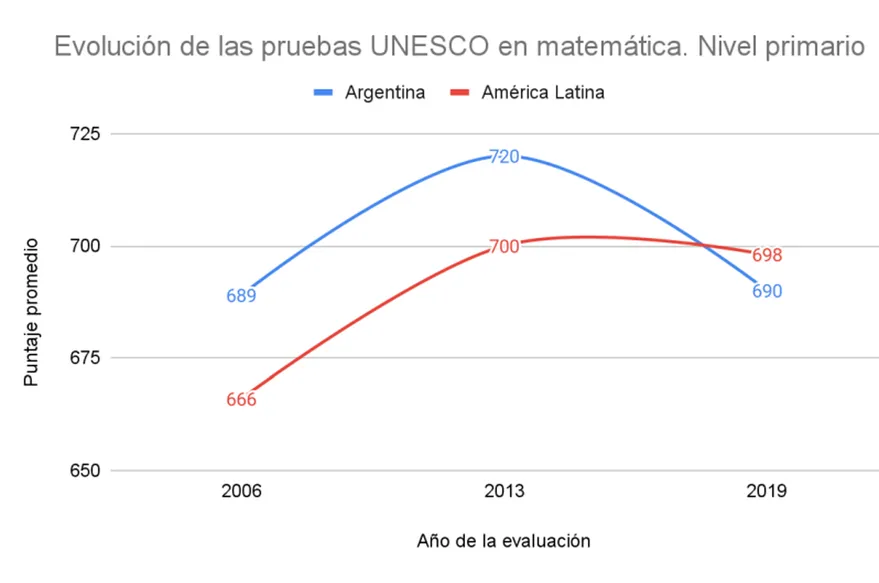 Evolución de las pruebas UNESCO en matemática. Nivel primario
Argentina América Latina
725
720
700
700
698
689
690
675
666
650
2006 2013 2019
Puntaje promedio
Año de la evaluación